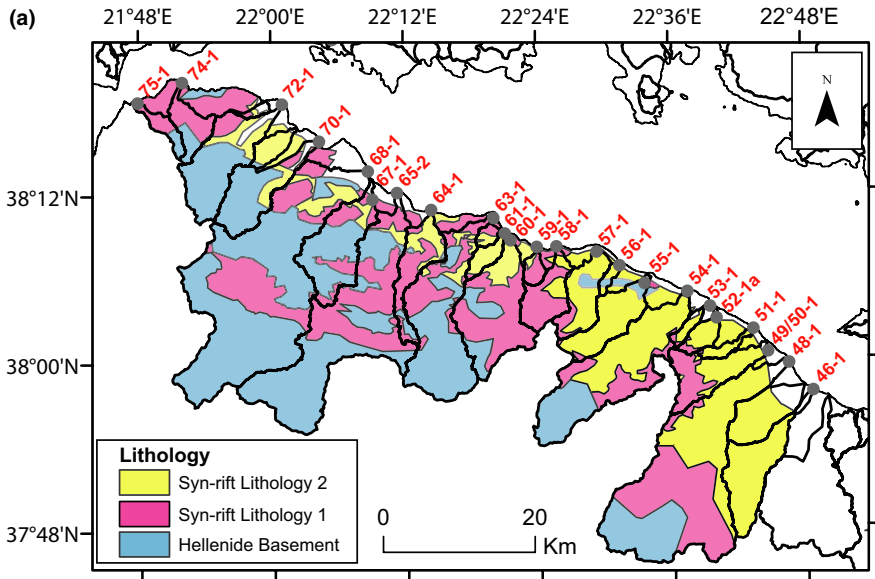 (a)
21°48'E 22°00'E 22°12'E 22°24'E 22°36'E 22°48'E
N
75-1
74-1
72-1
70-1
68-1
67-1
65-2
64-1
63-1
61-1
60-1
59-1
58-1
57-1
56-1
55-1
54-1
53-1
52-1a
51-1
49/50-1
48-1
46-1
38°12'N
38°00'N
37°48'N
Lithology
Syn-rift Lithology 2
Syn-rift Lithology 1
Hellenide Basement
0 20
Km